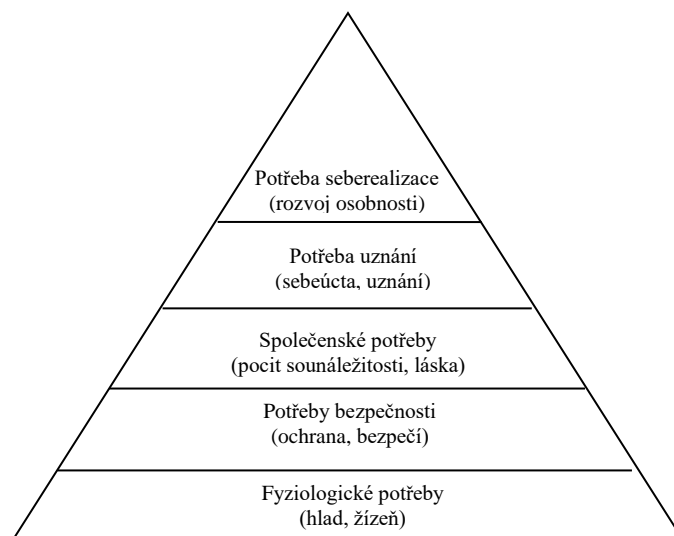 Potřeba seberealizace
(rozvoj osobnosti)
Potřeba uznání
(sebeúcta, uznání)
Společenské potřeby
(pocit sounáležitosti, láska)
Potřeby bezpečnosti
(ochrana, bezpečí)
Fyziologické potřeby
(hlad, žízeň)